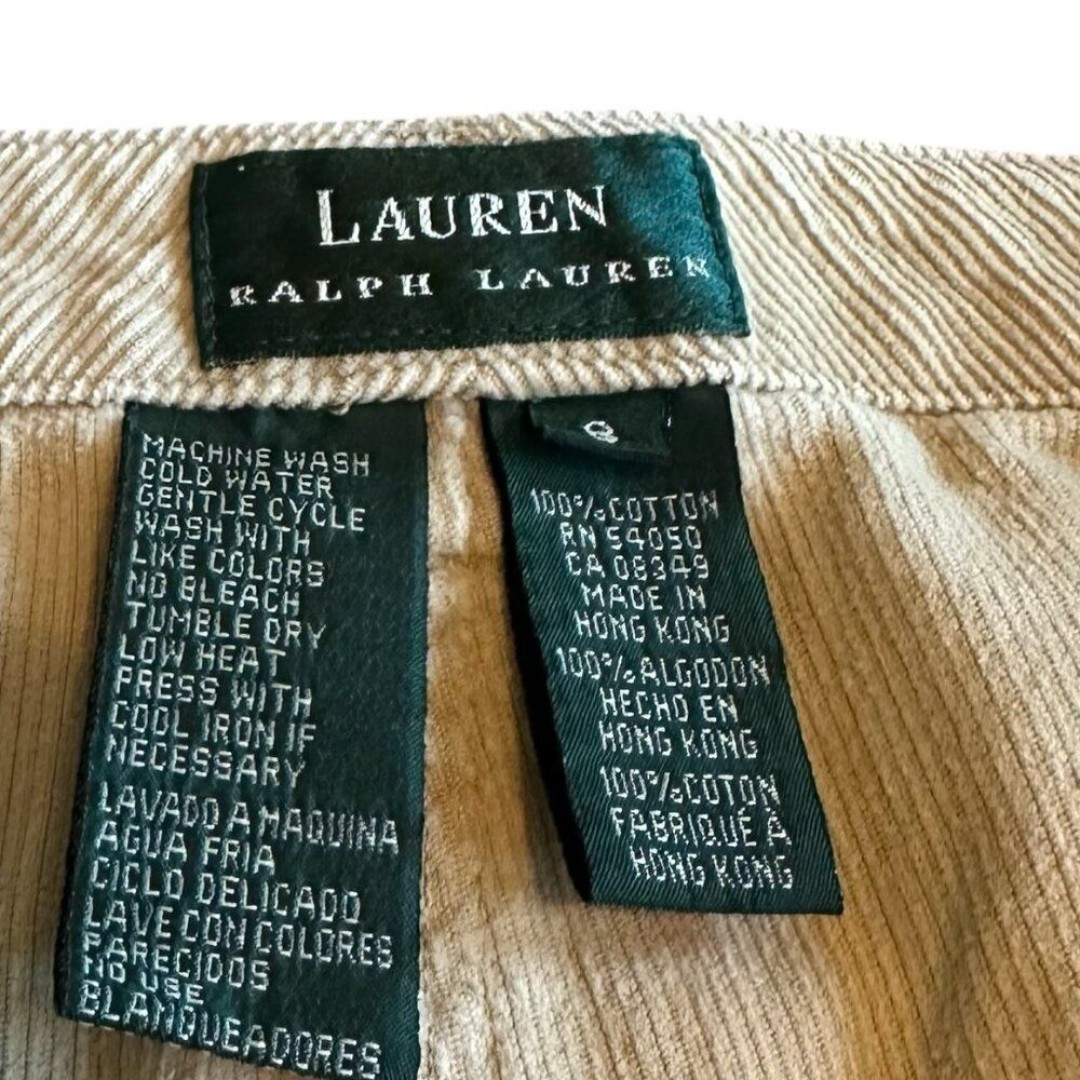 LAUREN
RALPH LAUREN
MACHINE WASH
COLD WATER
GENTLE CYCLE
WASH WITH
LIKE COLORS
NO BLEACH
TUMBLE DRY
LOW HEAT
PRESS WITH
COOL IRON IF
NECESSARY
LAVADO A MAQUINA
AGUA FRIA
CICLO DELICADO
LAVE CON COLORES
PARECIDOS
NO USE
BLANQUEADORES
100% COTTON
RN 54050
CA 08349
MADE IN
HONG KONG
100% ALGODON
HECHO EN
HONG KONG
100% COTON
FABRIQUÉ A
HONG KONG